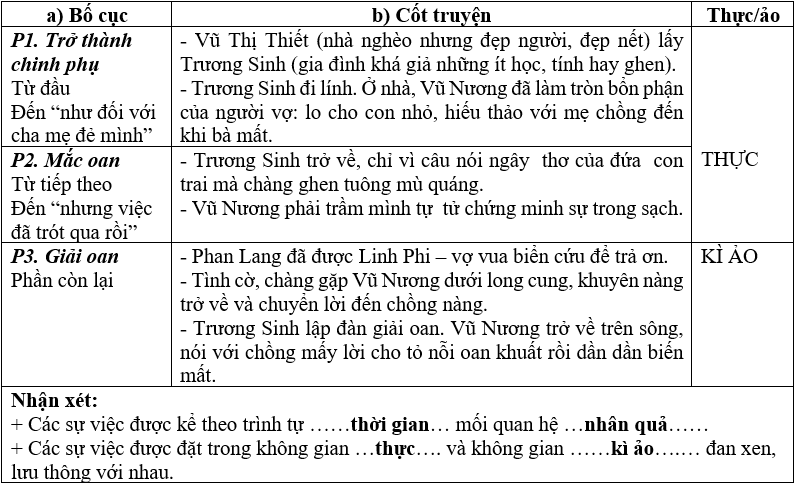 a) Bố cục
b) Cốt truyện
Thực/ảo
P1. Trở thành
chinh phụ
Từ đầu
Đến “như đối với
cha mẹ đẻ mình”
- Vũ Thị Thiết (nhà nghèo nhưng đẹp người, đẹp nết) lấy
Trương Sinh (gia đình khá giả những ít học, tính hay ghen).
- Trương Sinh đi lính. Ở nhà, Vũ Nương đã làm tròn bổn phận
của người vợ: lo cho con nhỏ, hiếu thảo với mẹ chồng đến
khi bà mất.
P2. Mắc oan
Từ tiếp theo
Đến “nhưng việc
đã trót qua rồi”
- Trương Sinh trở về, chỉ vì câu nói ngây thơ của đứa con
trai mà chàng ghen tuông mù quáng.
- Vũ Nương phải trầm mình tự tử chứng minh sự trong sạch.
THỰC
P3. Giải oan
Phần còn lại
- Phan Lang đã được Linh Phi – vợ vua biển cứu để trả ơn.
- Tình cờ, chàng gặp Vũ Nương dưới long cung, khuyên nàng
trở về và chuyển lời đến chồng nàng.
- Trương Sinh lập đàn giải oan. Vũ Nương trở về trên sông,
nói với chồng mấy lời cho tỏ nỗi oan khuất rồi dần dần biến
mất.
KÌ ẢO
Nhận xét:
+ Các sự việc được kể theo trình tự ……thời gian… mối quan hệ …nhân quả……
+ Các sự việc được đặt trong không gian …thực…. và không gian ……kì ảo….… đan xen,
lưu thông với nhau.